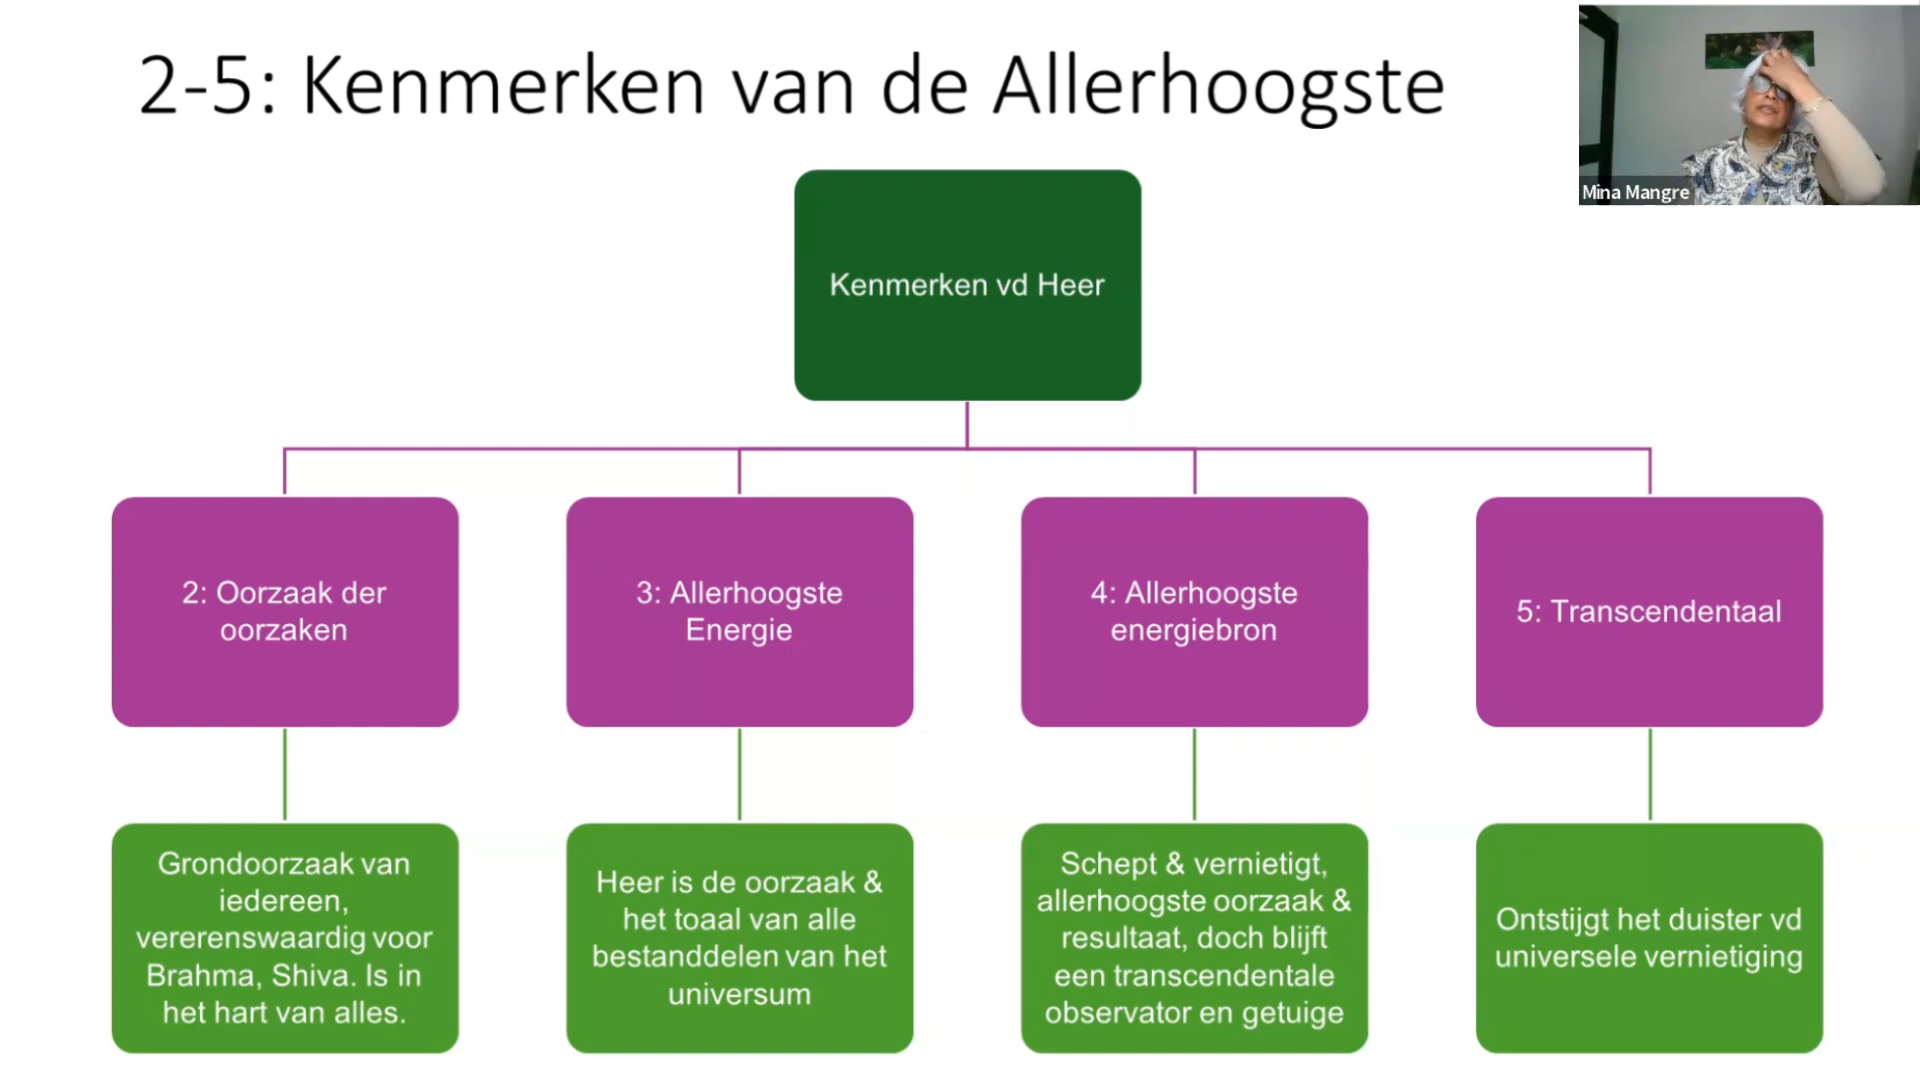 2-5: Kenmerken van de Allerhoogste
Mina Mangre
Kenmerken vd Heer
2: Oorzaak der
oorzaken
3: Allerhoogste
Energie
4: Allerhoogste
energiebron
5: Transcendentaal
Grondoorzaak van
iedereen,
vererenswaardig voor
Brahma, Shiva. Is in
het hart van alles.
Heer is de oorzaak &
het toaal van alle
bestanddelen van het
universum
Schept & vernietigt,
allerhoogste oorzaak &
resultaat, doch blijft
een transcendentale
observator en getuige
Ontstijgt het duister vd
universele vernietiging